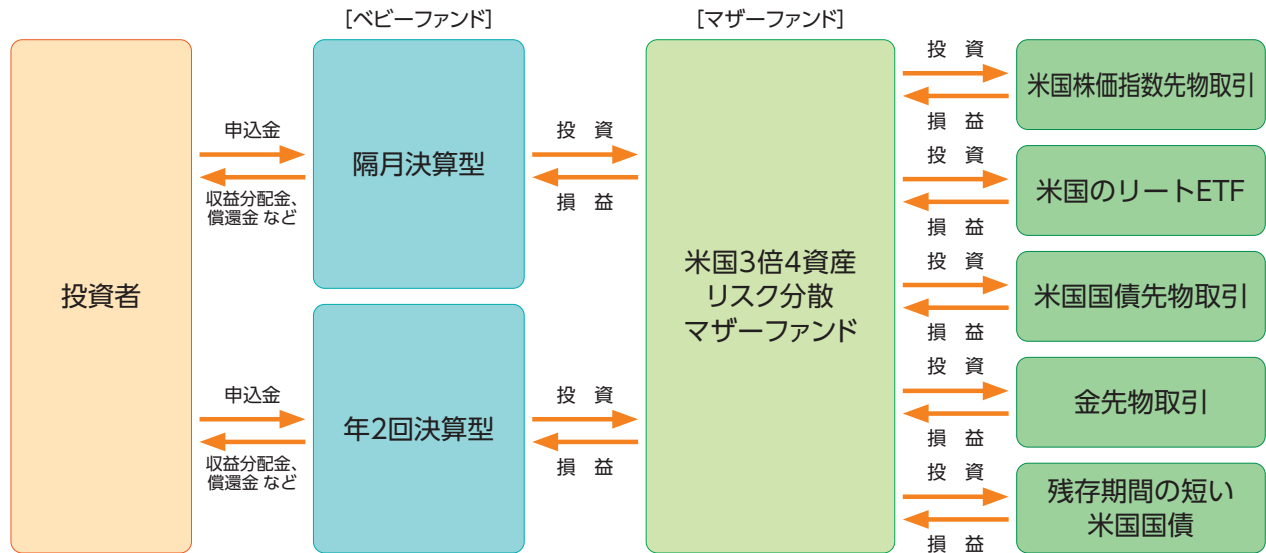 [ベビーファンド]
[マザーファンド]
投資者
申込金
収益分配金、
償還金 など
申込金
収益分配金、
償還金 など
隔月決算型
年2回決算型
投 資
損 益
投 資
損 益
米国3倍4資産
リスク分散
マザーファンド
投 資
損 益
米国株価指数先物取引
投 資
損 益
米国のリートETF
投 資
損 益
米国国債先物取引
投 資
損 益
金先物取引
投 資
損 益
残存期間の短い
米国国債